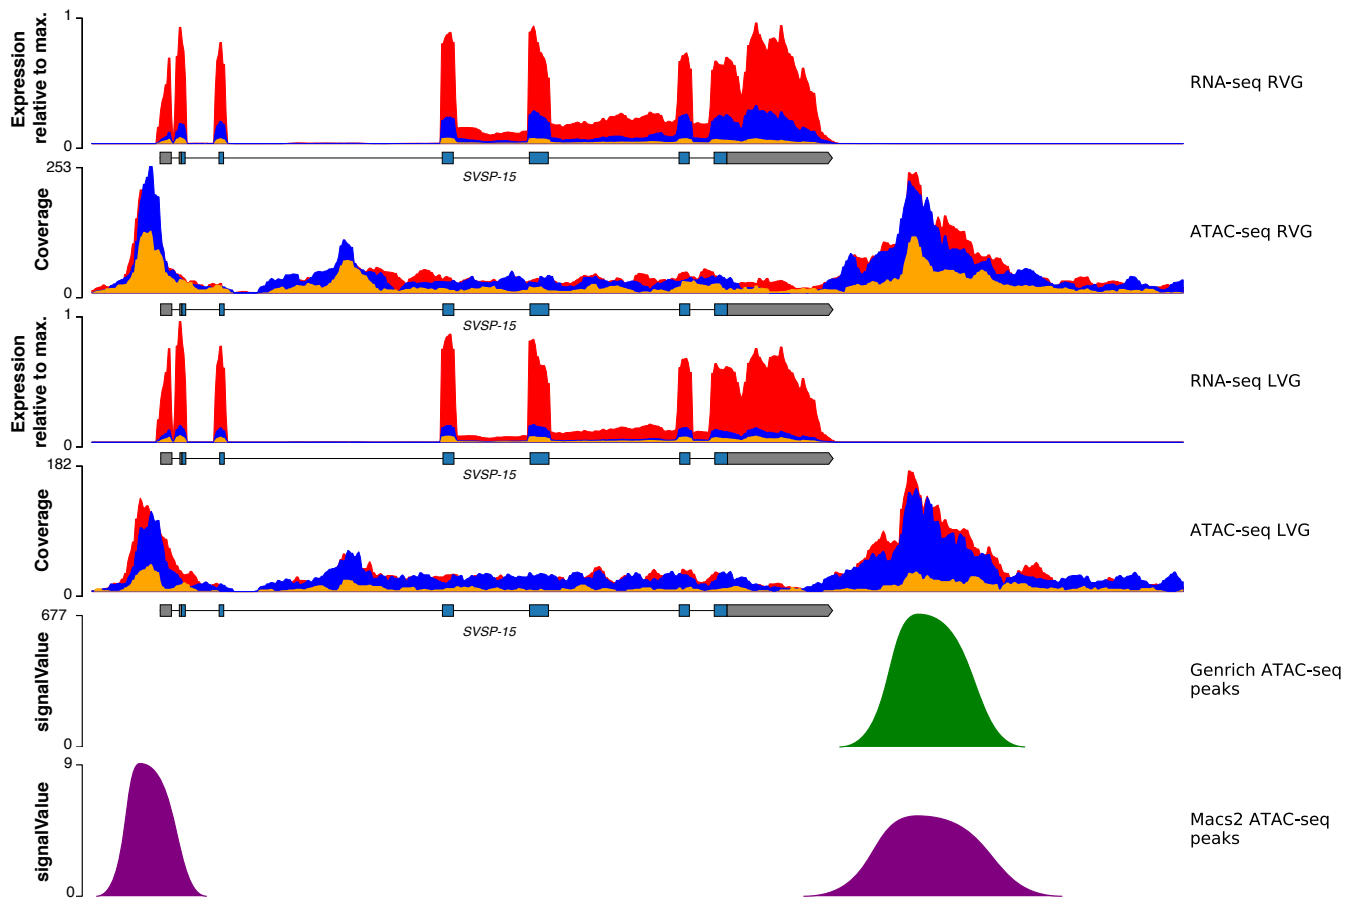 Expression
relative to max.
1
0
RNA-seq RVG
SVSP-15
Coverage
253
0
ATAC-seq RVG
SVSP-15
Expression
relative to max.
1
0
RNA-seq LVG
SVSP-15
Coverage
182
0
ATAC-seq LVG
SVSP-15
signalValue
677
0
Genrich ATAC-seq
peaks
signalValue
9
0
Macs2 ATAC-seq
peaks